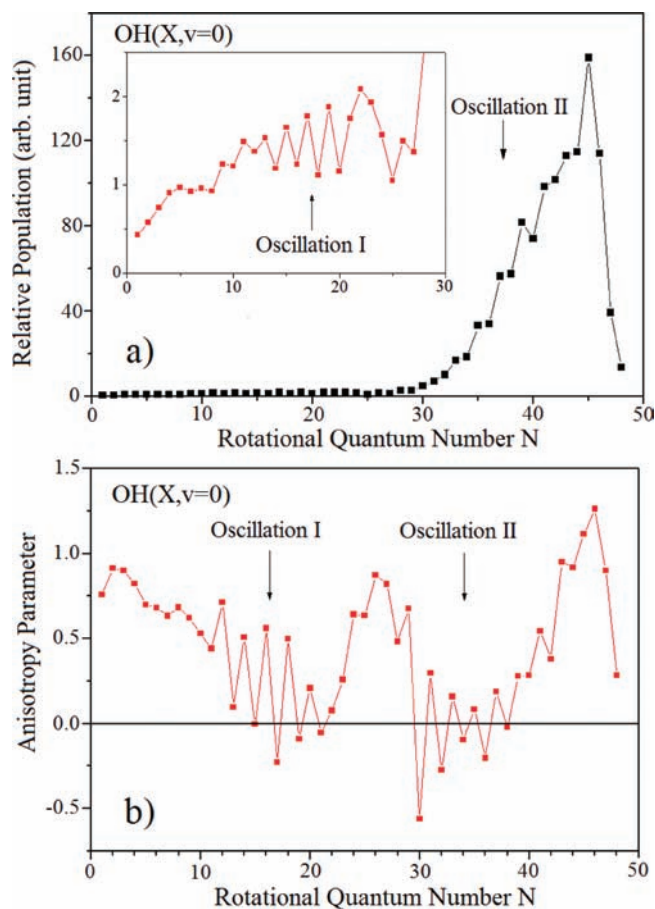 OH(X,v=0)
160
120
80
40
0
Relative Population (arb. unit)
2
1
0
0
10
20
30
Oscillation I
Oscillation II
a)
0
10
20
30
40
50
Rotational Quantum Number N
1.5
1.0
0.5
0.0
-0.5
Anisotropy Parameter
OH(X,v=0)
Oscillation I
Oscillation II
b)
0
10
20
30
40
50
Rotational Quantum Number N